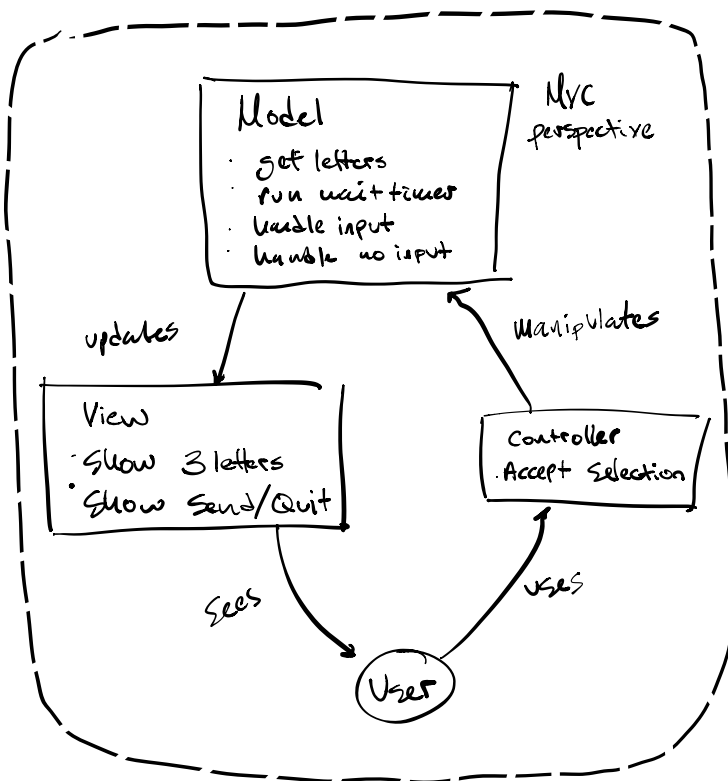 Model
MVC
perspective
· get letters
· run wait timer
· handle input
· handle no input
updates
manipulates
View
· Show 3 letters
· Show Send/Quit
Controller
· Accept Selection
sees
uses
User